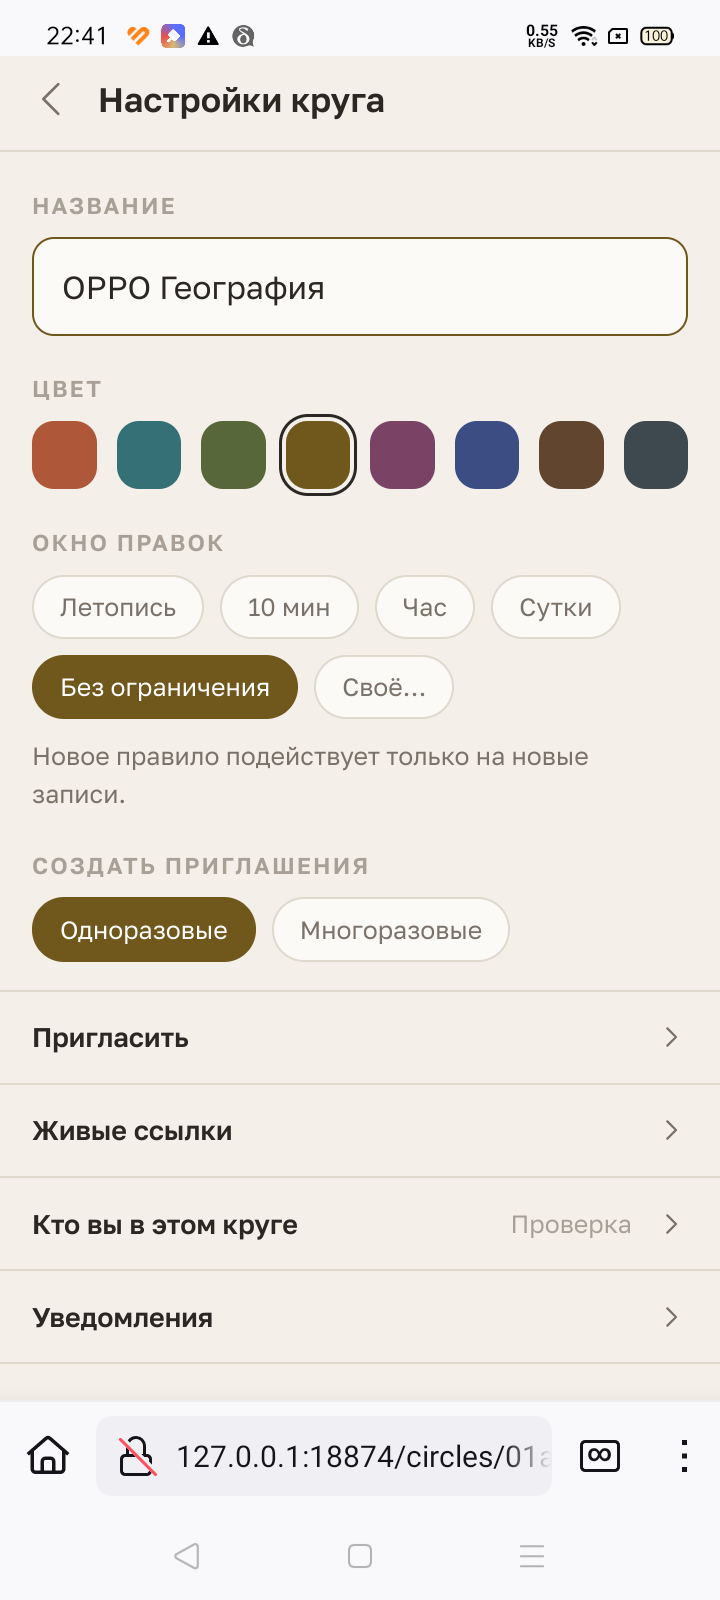 22:41
0.55
KB/S
100
Настройки круга
НАЗВАНИЕ
OPPO География
ЦВЕТ
ОКНО ПРАВОК
Летопись
10 мин
Час
Сутки
Без ограничения
Своё...
Новое правило подействует только на новые
записи.
СОЗДАТЬ ПРИГЛАШЕНИЯ
Одноразовые
Многоразовые
Пригласить
Живые ссылки
Кто вы в этом круге
Проверка
Уведомления
127.0.0.1:18874/circles/01a